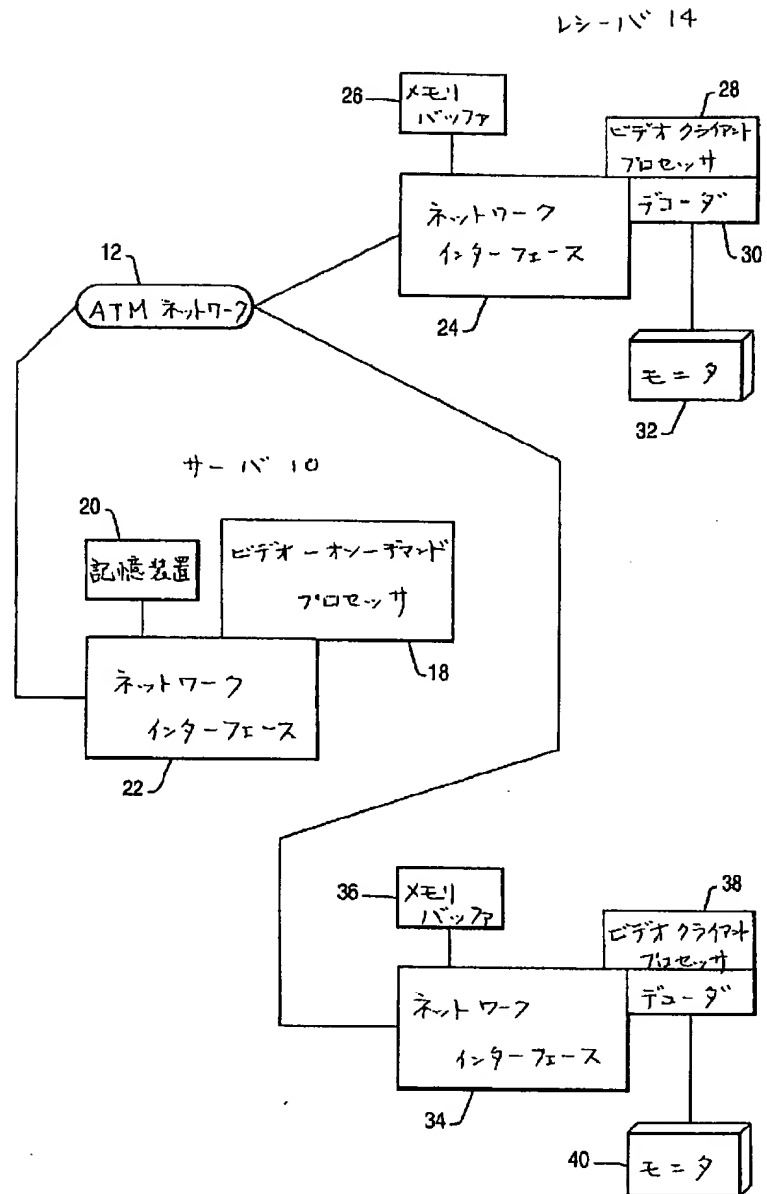 レシーバ 14
26
メモリ
バッファ
28
ビデオ クライアント
プロセッサ
デコーダ
30
ネットワーク
インターフェース
24
12
ATM ネットワーク
モニタ
32
サーバ 10
20
記憶装置
ビデオ-オン-デマンド
プロセッサ
18
ネットワーク
インターフェース
22
36
メモリ
バッファ
38
ビデオ クライアント
プロセッサ
デコーダ
ネットワーク
インターフェース
34
40
モニタ